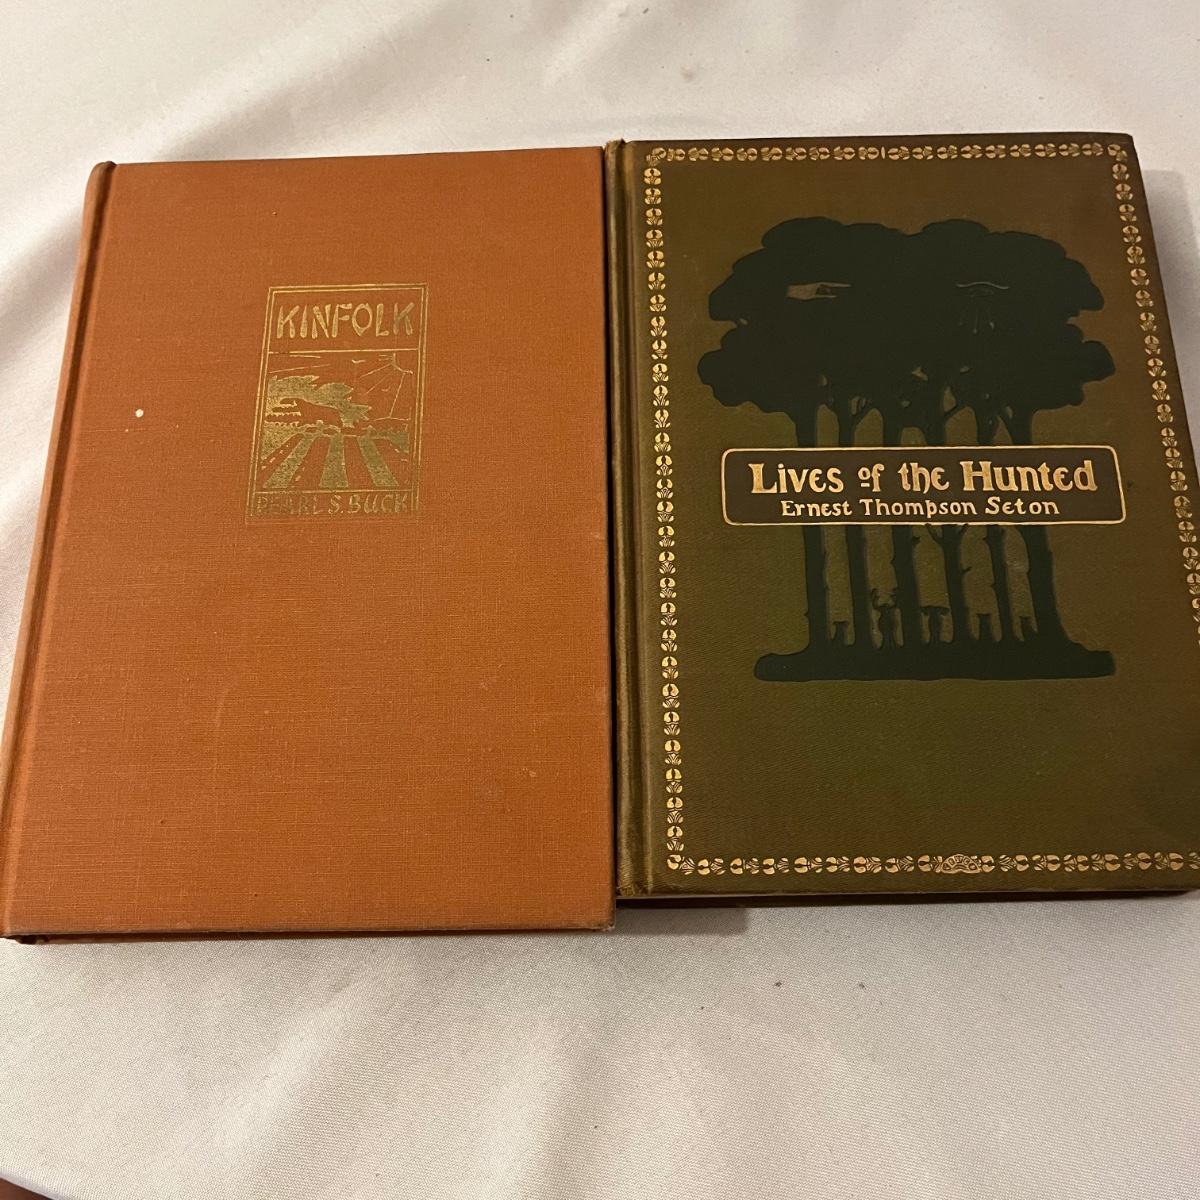 KINFOLK
PEARL S. BUCK
Lives of the Hunted
Ernest Thompson Seton